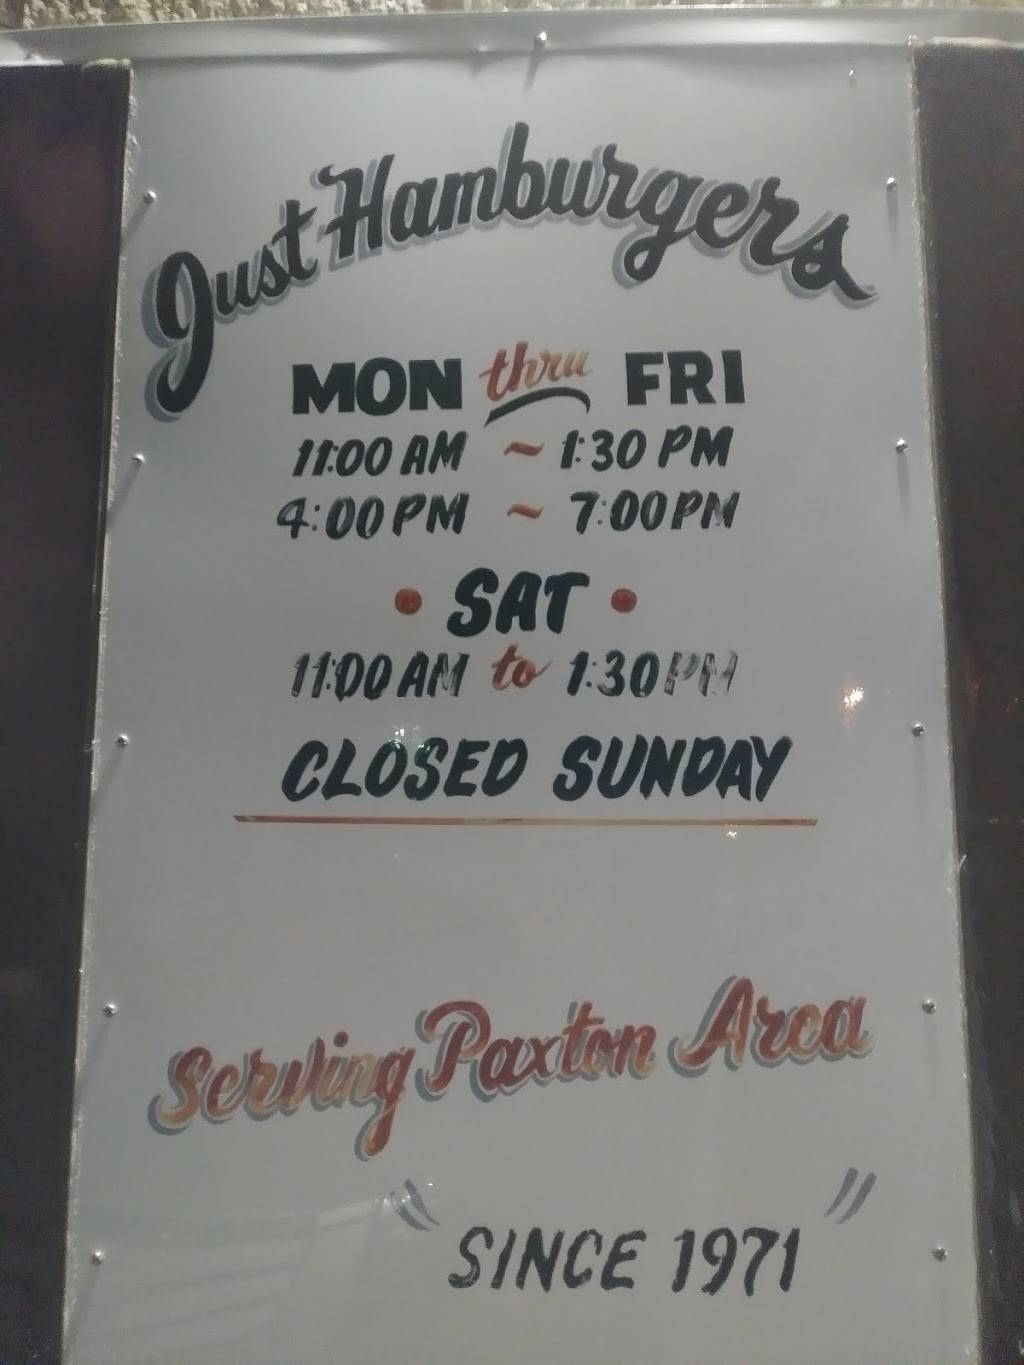 Just Hamburgers
MON thru FRI
11:00 AM ~ 1:30 PM
4:00 PM ~ 7:00 PM
• SAT •
11:00 AM to 1:30 PM
CLOSED SUNDAY
Serving Paxton Area
"SINCE 1971"